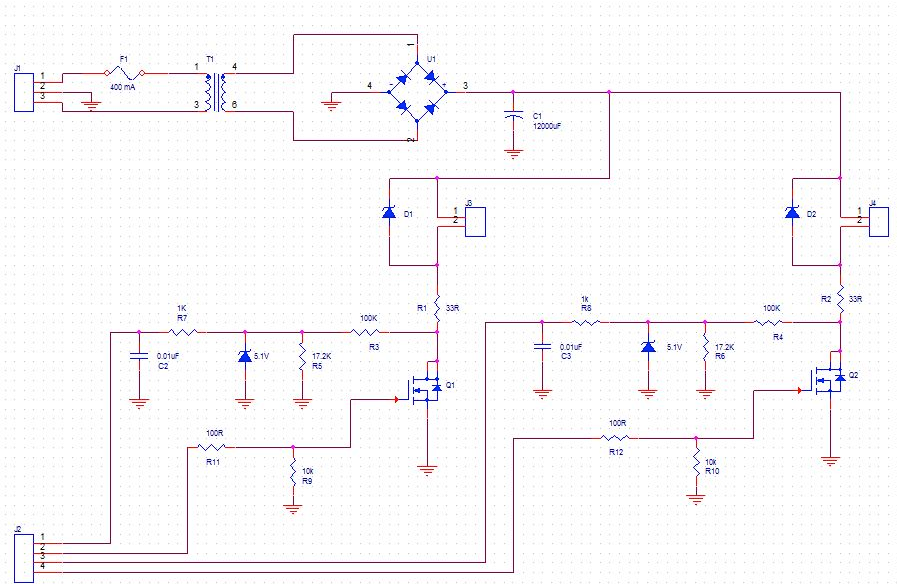 J1
1
2
3
F1
400 mA
T1
1
3
4
6
1
U1
4
-
+
3
2
C1
12000uF
D1
J3
1
2
D2
J4
1
2
R1
33R
R2
33R
1K
R7
0.01uF
C2
5.1V
17.2K
R5
100K
R3
Q1
1k
R8
0.01uF
C3
5.1V
17.2K
R6
100K
R4
Q2
100R
R11
10k
R9
100R
R12
10k
R10
J2
1
2
3
4